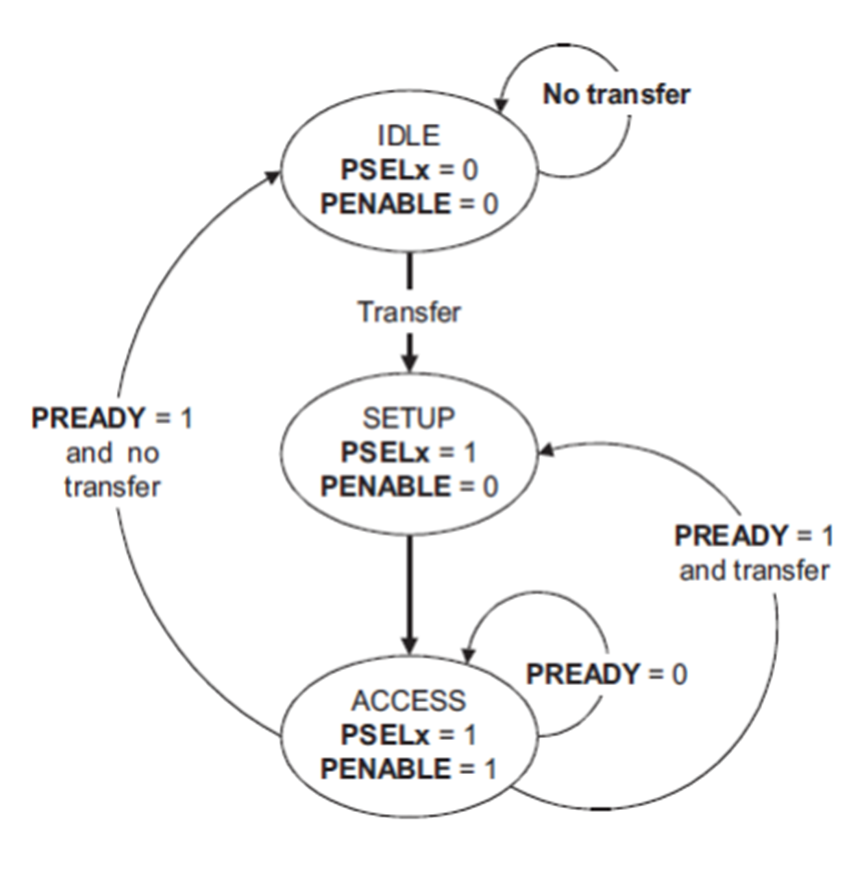 No transfer
IDLE
PSELx = 0
PENABLE = 0
Transfer
SETUP
PSELx = 1
PENABLE = 0
PREADY = 1
and no
transfer
PREADY = 1
and transfer
PREADY = 0
ACCESS
PSELx = 1
PENABLE = 1